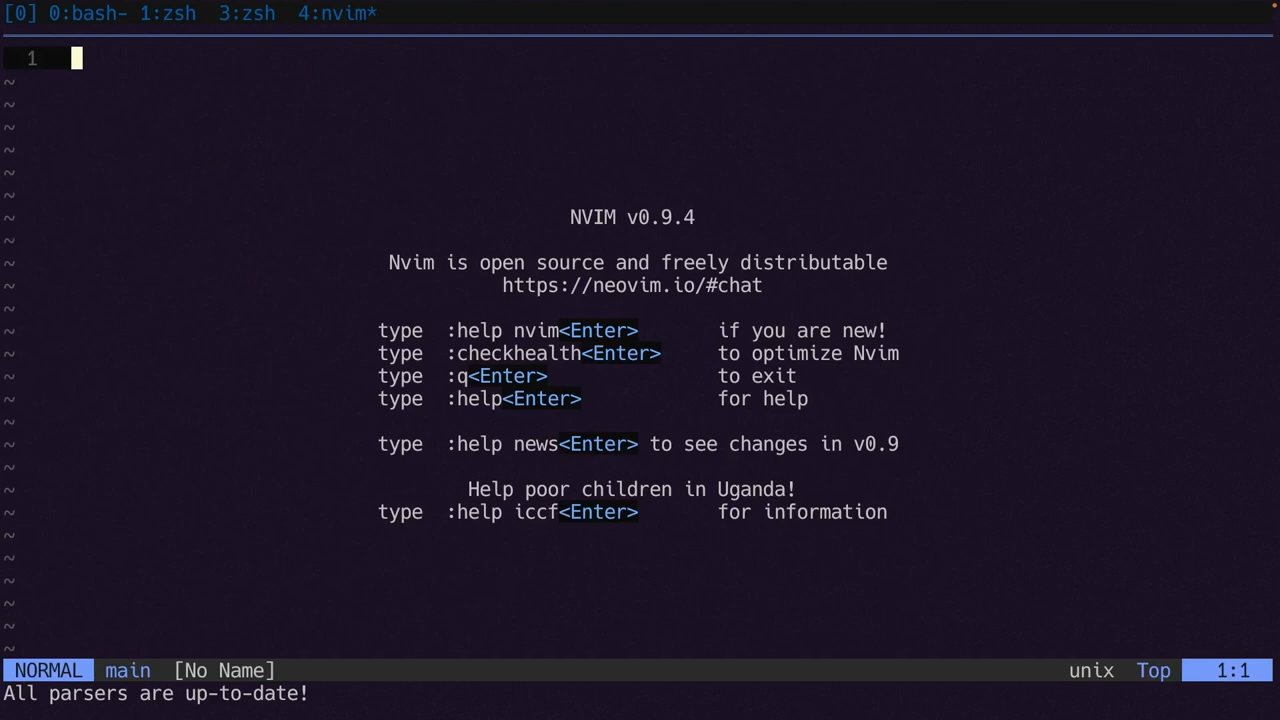 [0] 0:bash- 1:zsh  3:zsh  4:nvim*
1
~
~
~
~
~
~
~ NVIM v0.9.4
~
~ Nvim is open source and freely distributable
~ https://neovim.io/#chat
~
~ type  :help nvim<Enter>       if you are new!
~ type  :checkhealth<Enter>     to optimize Nvim
~ type  :q<Enter>               to exit
~ type  :help<Enter>            for help
~
~ type  :help news<Enter> to see changes in v0.9
~
~ Help poor children in Uganda!
~ type  :help iccf<Enter>       for information
~
~
~
~
~
~
NORMAL main [No Name] unix Top 1:1
All parsers are up-to-date!